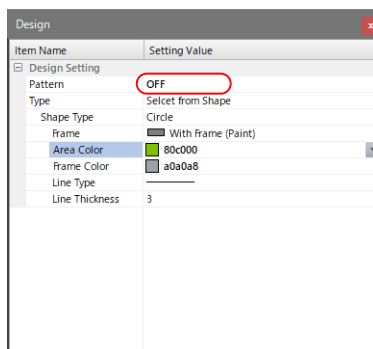 Design
x
Item Name Setting Value
Design Setting
Pattern OFF
Type Selcet from Shape
Shape Type Circle
Frame With Frame (Paint)
Area Color 80c000
Frame Color a0a0a8
Line Type
Line Thickness 3